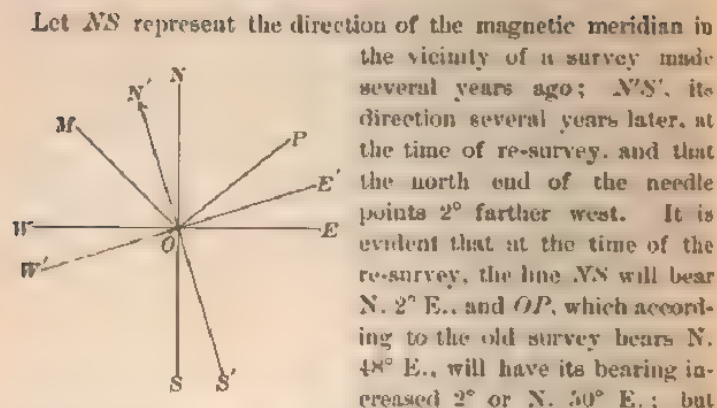 Let NS represent the direction of the magnetic meridian in
the vicinity of a survey made
several years ago; N'S', its
direction several years later, at
the time of re-survey, and that
the north end of the needle
points 2° farther west. It is
evident that at the time of the
re-survey, the line NS will bear
N. 2° E., and OP, which accord-
ing to the old survey bears N.
48° E., will have its bearing in-
creased 2° or N. 50° E.; but
N'
N
M
P
E'
W
E
O
W'
S
S'